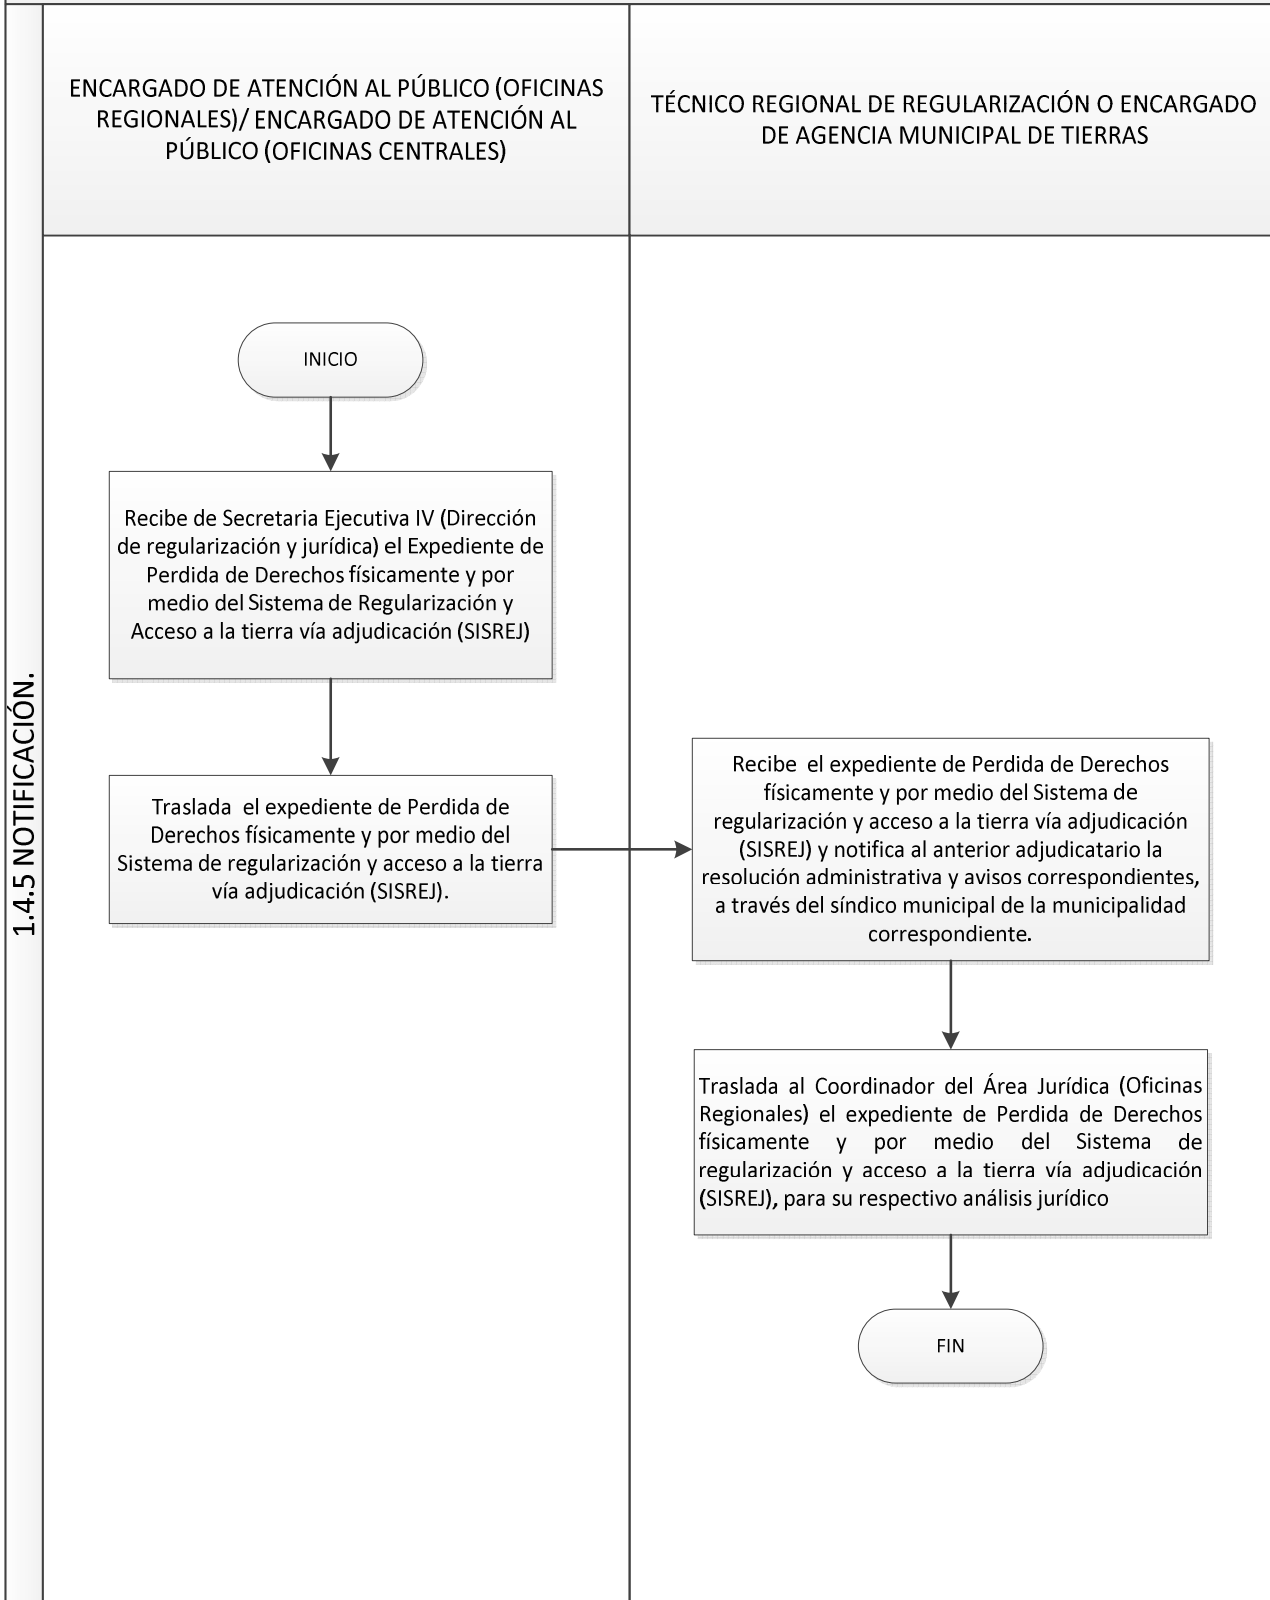 ENCARGADO DE ATENCIÓN AL PÚBLICO (OFICINAS
REGIONALES)/ ENCARGADO DE ATENCIÓN AL
PÚBLICO (OFICINAS CENTRALES)
TÉCNICO REGIONAL DE REGULARIZACIÓN O ENCARGADO
DE AGENCIA MUNICIPAL DE TIERRAS
1.4.5 NOTIFICACIÓN.
INICIO
Recibe de Secretaria Ejecutiva IV (Dirección
de regularización y jurídica) el Expediente de
Perdida de Derechos físicamente y por
medio del Sistema de Regularización y
Acceso a la tierra vía adjudicación (SISREJ)
Traslada el expediente de Perdida de
Derechos físicamente y por medio del
Sistema de regularización y acceso a la tierra
vía adjudicación (SISREJ).
Recibe el expediente de Perdida de Derechos
físicamente y por medio del Sistema de
regularización y acceso a la tierra vía adjudicación
(SISREJ) y notifica al anterior adjudicatario la
resolución administrativa y avisos correspondientes,
a través del síndico municipal de la municipalidad
correspondiente.
Traslada al Coordinador del Área Jurídica (Oficinas
Regionales) el expediente de Perdida de Derechos
físicamente y por medio del Sistema de
regularización y acceso a la tierra vía adjudicación
(SISREJ), para su respectivo análisis jurídico
FIN